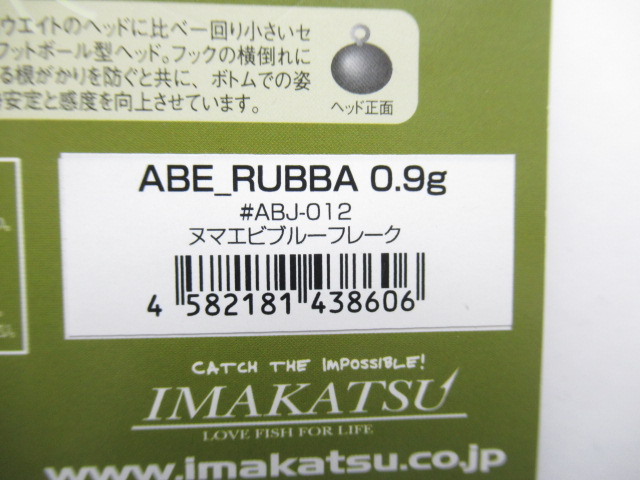 ウエイトのヘッドに比べ一回り小さいセ
フットボール型ヘッド。フックの横倒れに
る根がかりを防ぐと共に、ボトムでの姿
安定と感度を向上させています。
ヘッド正面
ABE_RUBBA 0.9g
#ABJ-012
ヌマエビブルーフレーク
4 582181 438606
CATCH THE IMPOSSIBLE!
IMAKATSU
LOVE FISH FOR LIFE
www.imakatsu.co.jp